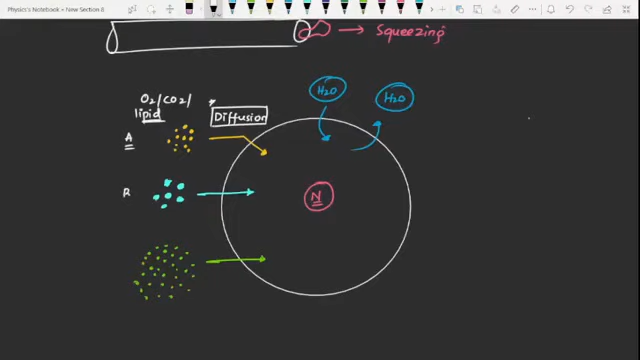 Physics's Notebook » New Section 6
Squeezing
O2/CO2/
lipid
Diffusion
H2O
H2O
A
B
N